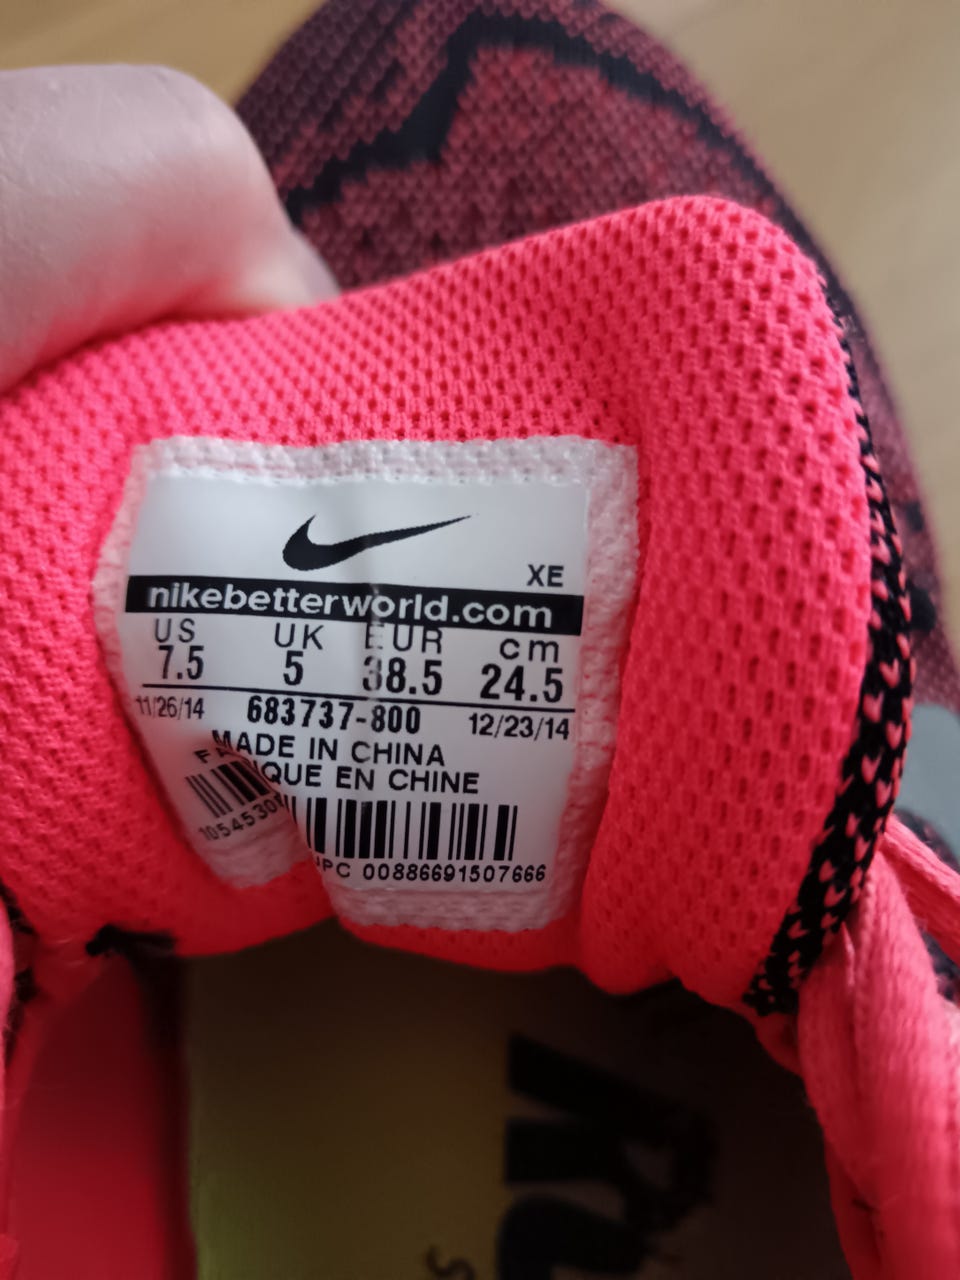 XE
nikebetterworld.com
US UK EUR cm
7.5 5 38.5 24.5
11/26/14 683737-800 12/23/14
MADE IN CHINA
EN CHINE
UPC 00886691507666